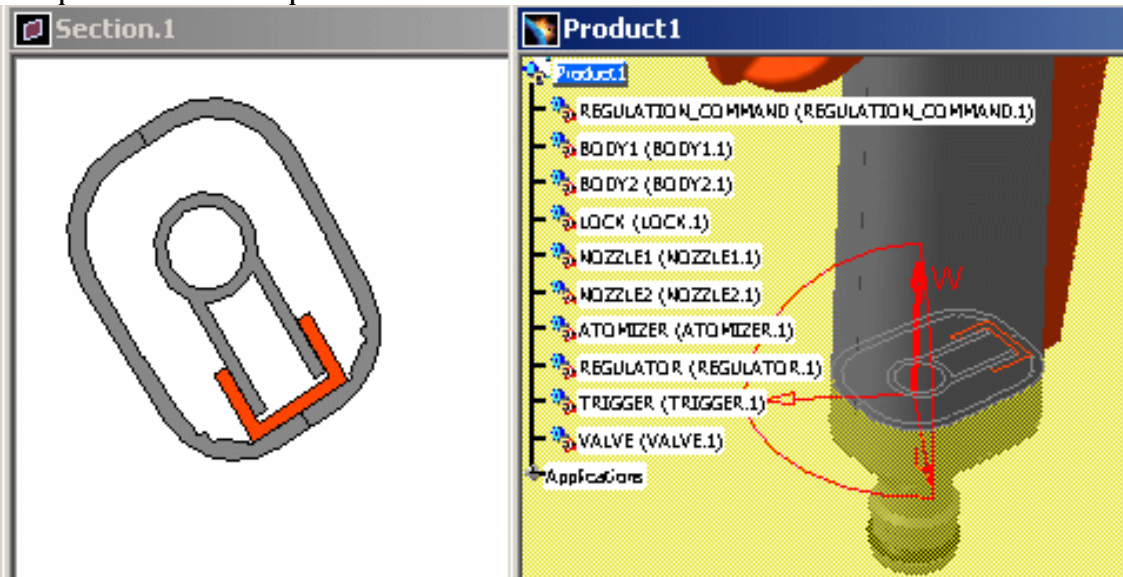 Section.1
Product1
Product1
REGULATION_COMMAND (REGULATION_COMMAND.1)
BODY1 (BODY1.1)
BODY2 (BODY2.1)
LOCK (LOCK.1)
NOZZLE1 (NOZZLE1.1)
NOZZLE2 (NOZZLE2.1)
ATOMIZER (ATOMIZER.1)
REGULATOR (REGULATOR.1)
TRIGGER (TRIGGER.1)
VALVE (VALVE.1)
Applications
W